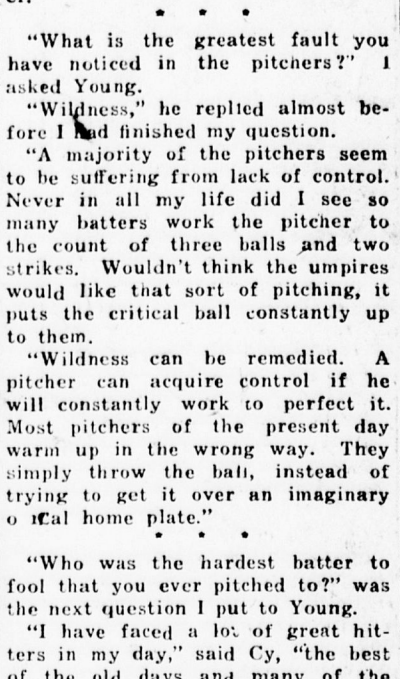 * * *
"What is the greatest fault you
have noticed in the pitchers?" I
asked Young.
"Wildness," he replied almost be-
fore I had finished my question.
"A majority of the pitchers seem
to be suffering from lack of control.
Never in all my life did I see so
many batters work the pitcher to
the count of three balls and two
strikes. Wouldn't think the umpires
would like that sort of pitching, it
puts the critical ball constantly up
to them.
"Wildness can be remedied. A
pitcher can acquire control if he
will constantly work to perfect it.
Most pitchers of the present day
warm up in the wrong way. They
simply throw the ball, instead of
trying to get it over an imaginary
home plate."
* * *
"Who was the hardest batter to
fool that you ever pitched to?" was
the next question I put to Young.
"I have faced a lot of great hit-
ters in my day," said Cy, "the best
of the old days and many of the